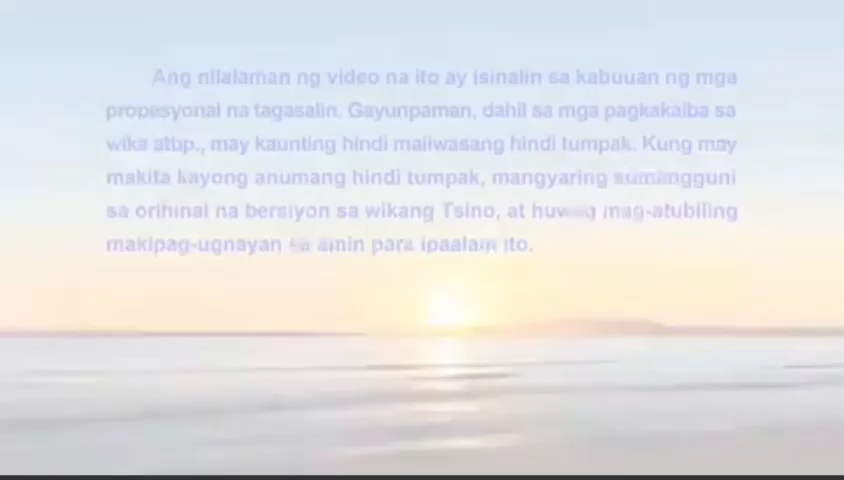 Ang nilalaman ng video na ito ay isinalin sa kabuuan ng mga
propesyonal na tagasalin. Gayunpaman, dahil sa mga pagkakaiba sa
wika atbp., may kaunting hindi maiiwasang hindi tumpak. Kung may
makita kayong anumang hindi tumpak, mangyaring sumangguni
sa orihinal na bersiyon sa wikang Tsino, at huwag mag-atubiling
makipag-ugnayan sa amin para ipaalam ito.